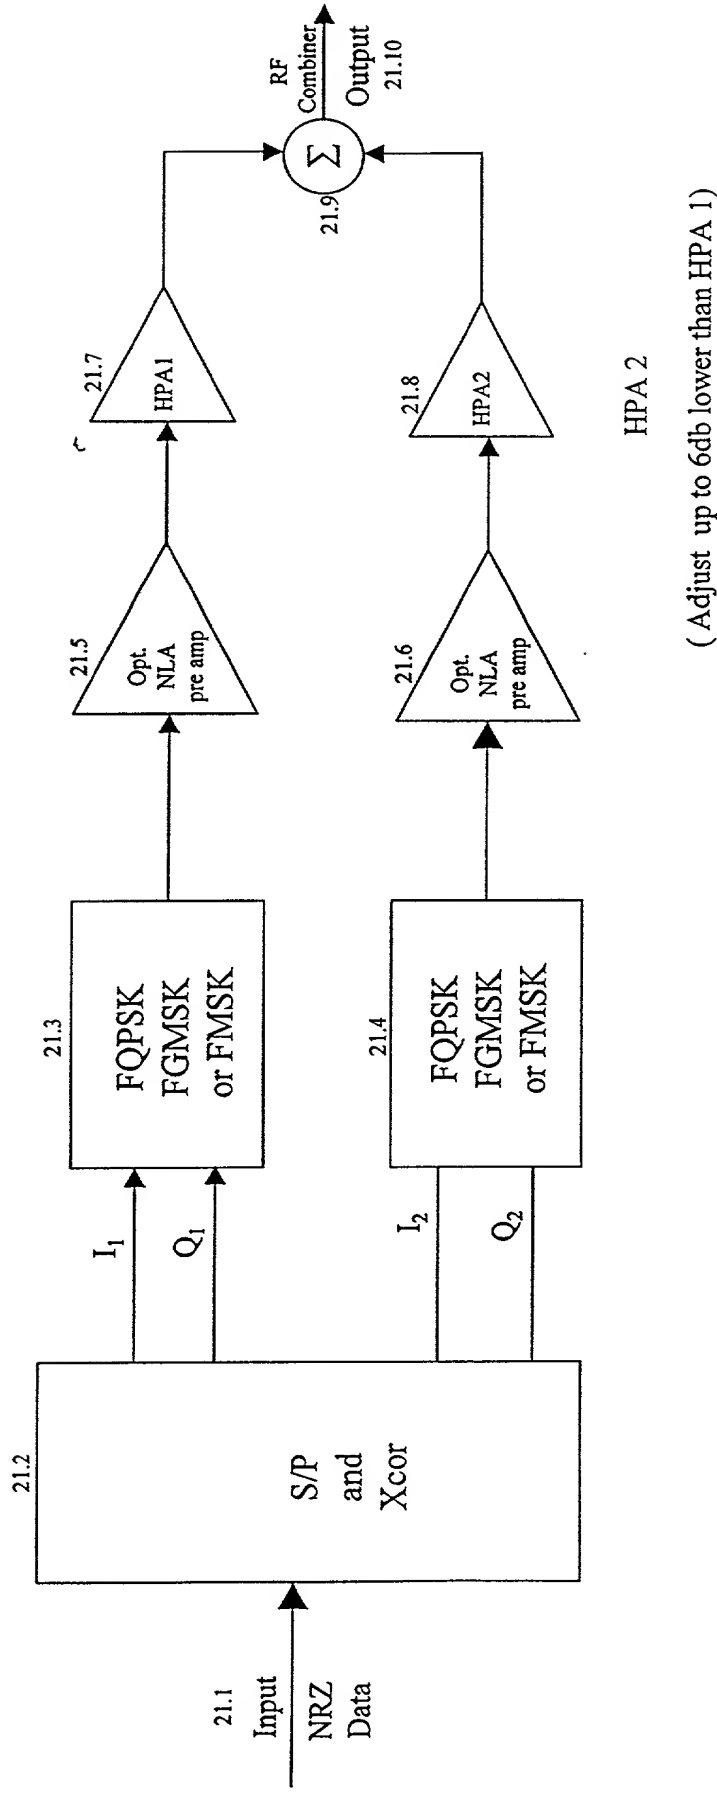 21.1
Input
NRZ
Data
21.2
S/P
and
Xcor
I1
Q1
I2
Q2
21.3
FQPSK
FGMSK
or FMSK
21.4
FQPSK
FGMSK
or FMSK
21.5
Opt.
NLA
pre amp
21.6
Opt.
NLA
pre amp
21.7
HPA1
21.8
HPA2
21.9
Σ
RF
Combiner
Output
21.10
HPA 2
( Adjust up to 6db lower than HPA 1)